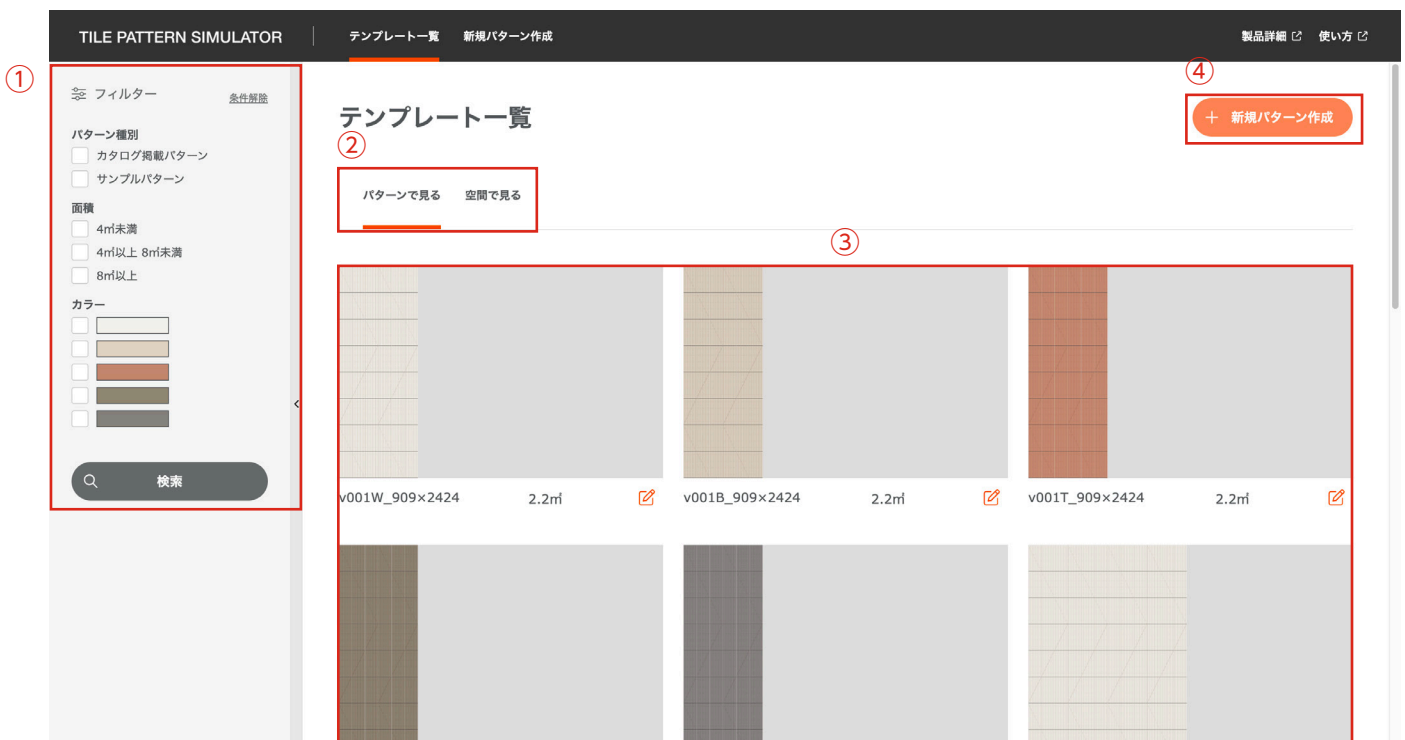 TILE PATTERN SIMULATOR テンプレート一覧 新規パターン作成 製品詳細 使い方
①
フィルター 条件解除
パターン種別
カタログ掲載パターン
サンプルパターン
面積
4㎡未満
4㎡以上 8㎡未満
8㎡以上
カラー
検索
④
テンプレート一覧
+ 新規パターン作成
②
パターンで見る 空間で見る
③
v001W_909×2424 2.2㎡ v001B_909×2424 2.2㎡ v001T_909×2424 2.2㎡